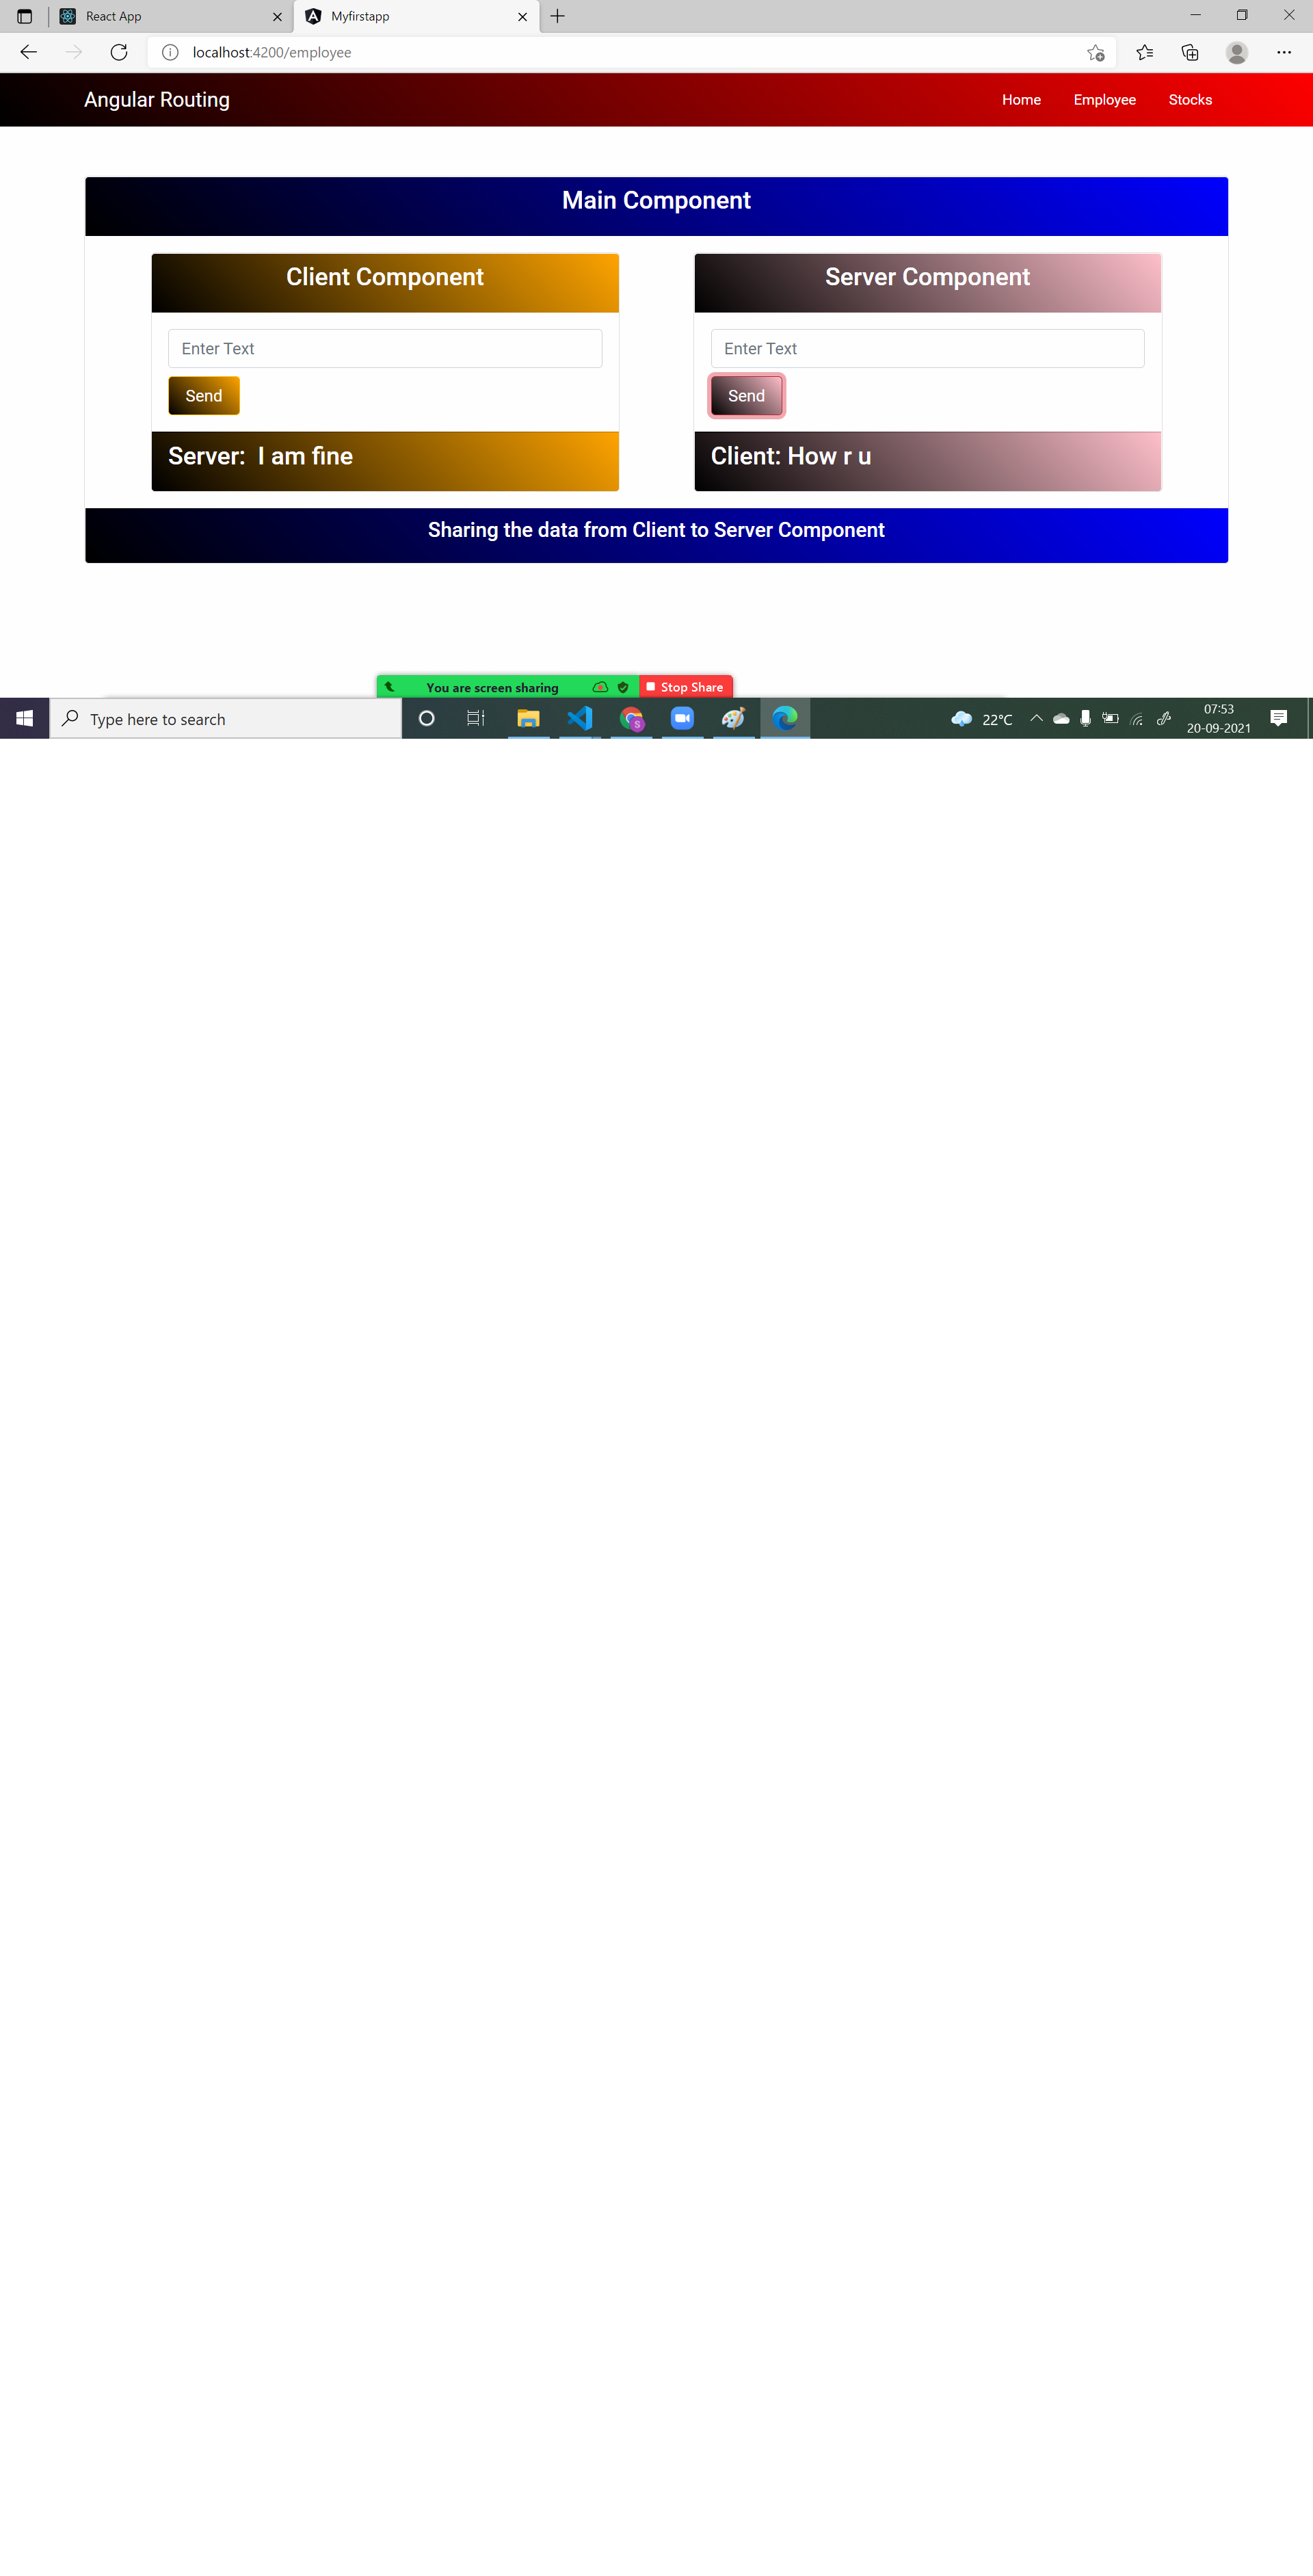 React App
Myfirstapp
localhost:4200/employee
Angular Routing
Home Employee Stocks
Main Component
Client Component
Enter Text
Send
Server:  I am fine
Server Component
Enter Text
Send
Client: How r u
Sharing the data from Client to Server Component
You are screen sharing
Stop Share
Type here to search
S
22°C
07:53
20-09-2021